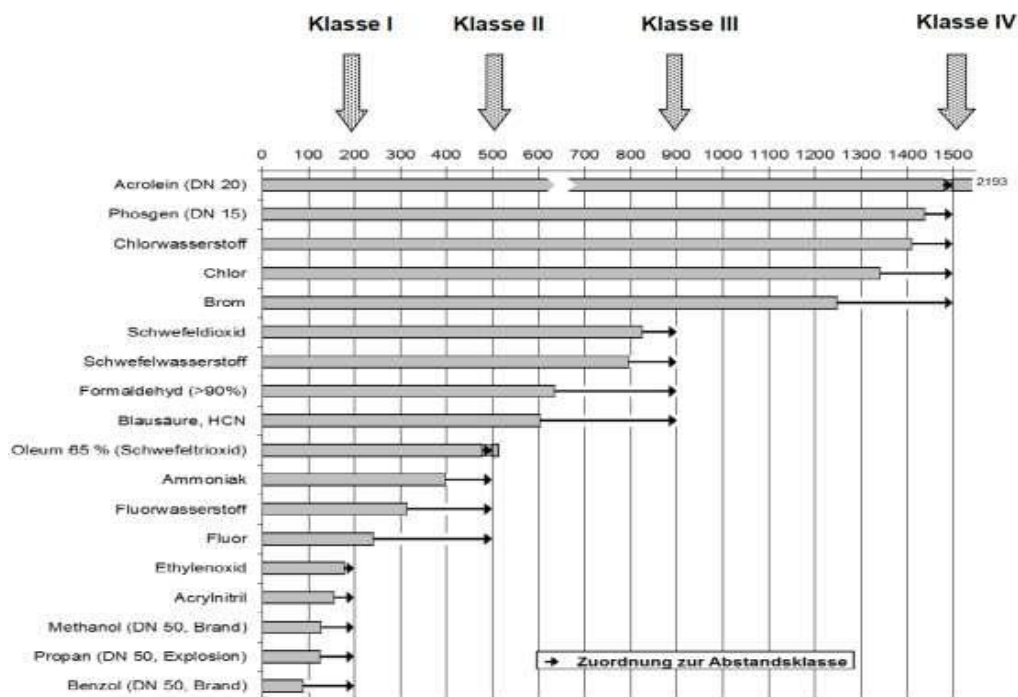 Klasse I Klasse II Klasse III Klasse IV
0 100 200 300 400 500 600 700 800 900 1000 1100 1200 1300 1400 1500
Acrolein (DN 20) 2193
Phosgen (DN 15)
Chlorwasserstoff
Chlor
Brom
Schwefeldioxid
Schwefelwasserstoff
Formaldehyd (>90%)
Blausäure, HCN
Oleum 65 % (Schwefeltrioxid)
Ammoniak
Fluorwasserstoff
Fluor
Ethylenoxid
Acrylnitril
Methanol (DN 50, Brand)
Propan (DN 50, Explosion)
Benzol (DN 50, Brand)
→ Zuordnung zur Abstandsklasse